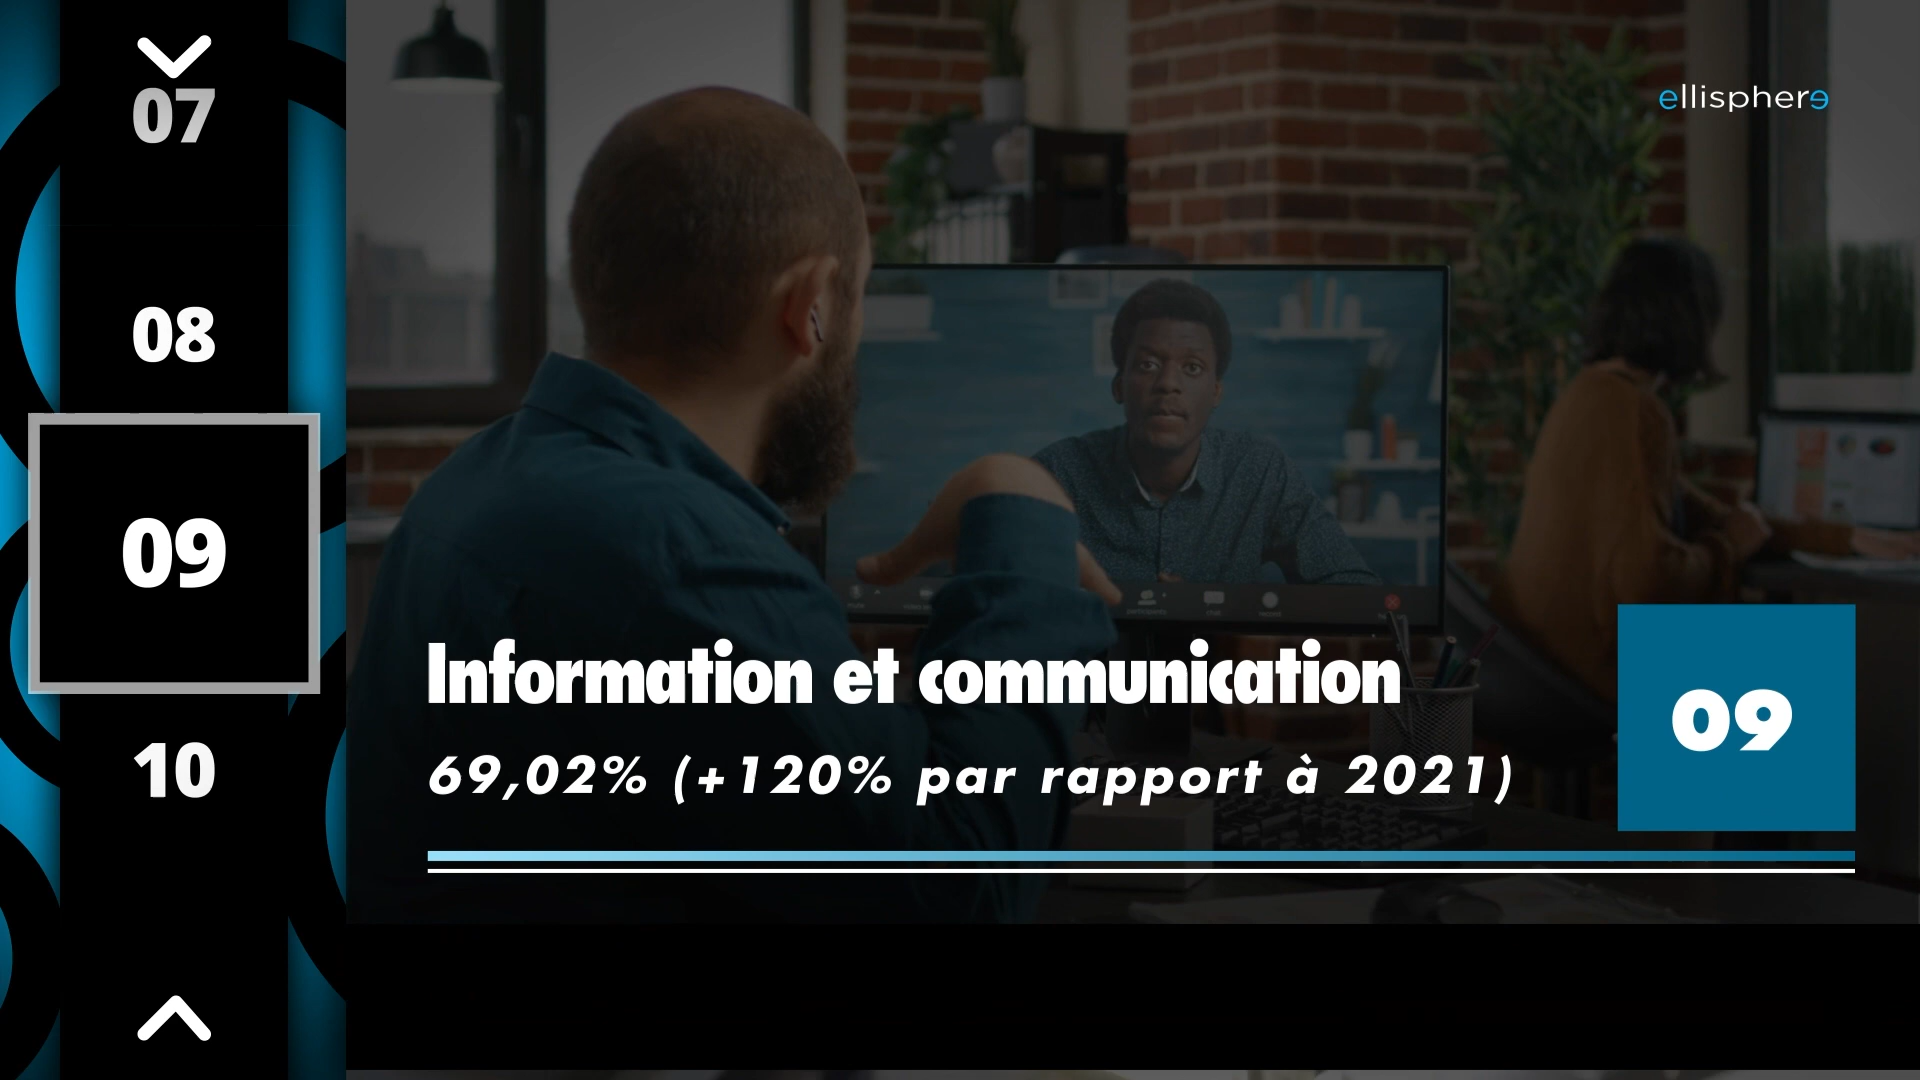 07
08
09
10
ellisphere
Information et communication
69,02% (+120% par rapport à 2021)
09